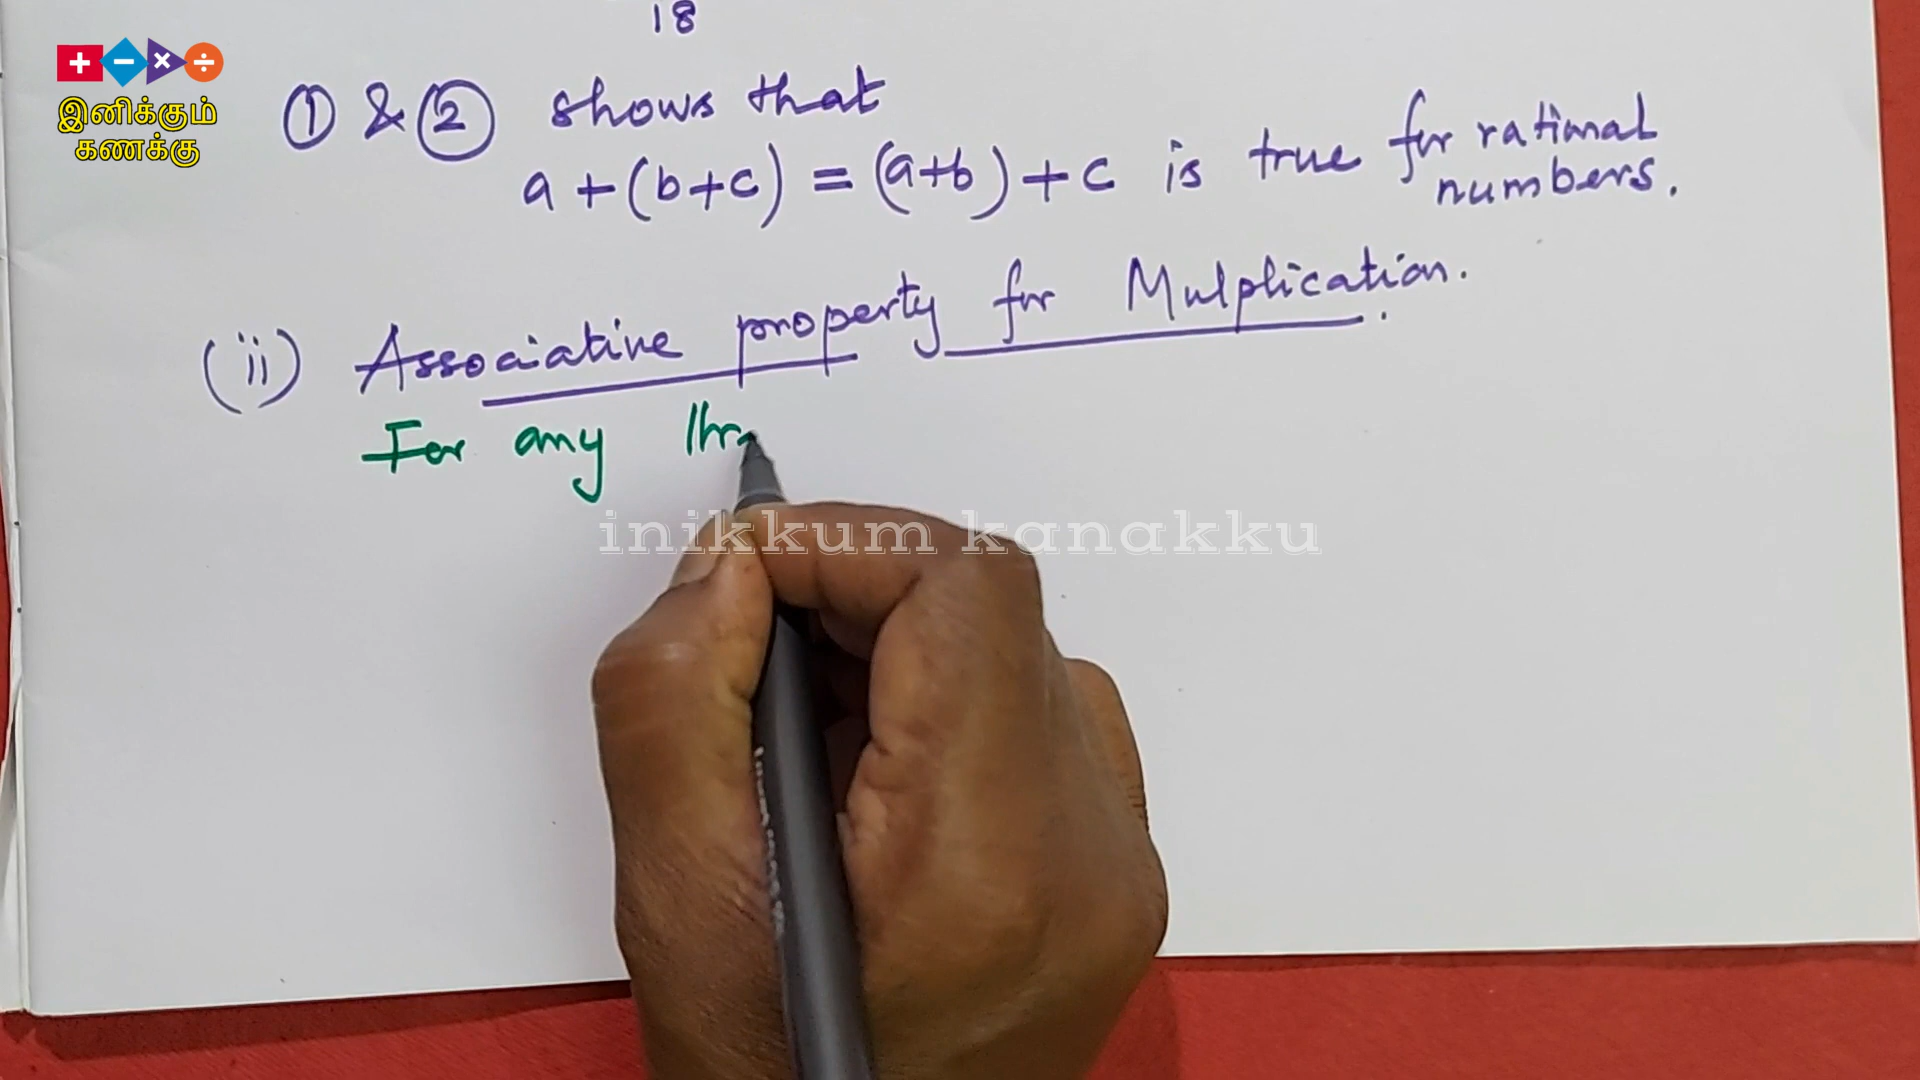 18
இனிக்கும்
கணக்கு
① & ② shows that
a + (b+c) = (a+b) + c is true for rational
numbers.
(ii) Associative property for Mulplication.
For any thr
inikkum kanakku